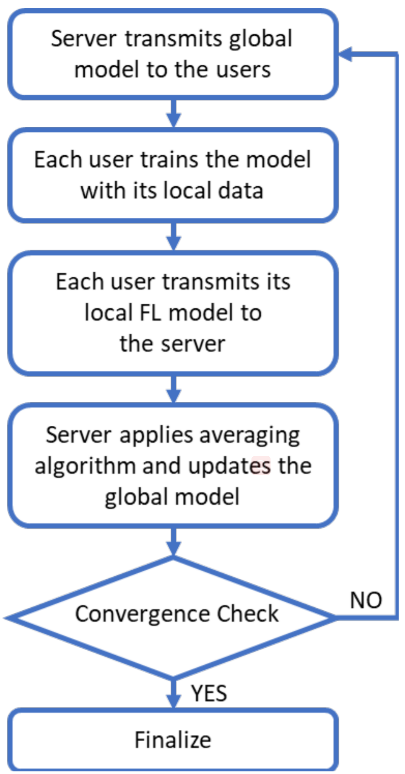 Server transmits global
model to the users
Each user trains the model
with its local data
Each user transmits its
local FL model to
the server
Server applies averaging
algorithm and updates the
global model
Convergence Check
NO
YES
Finalize